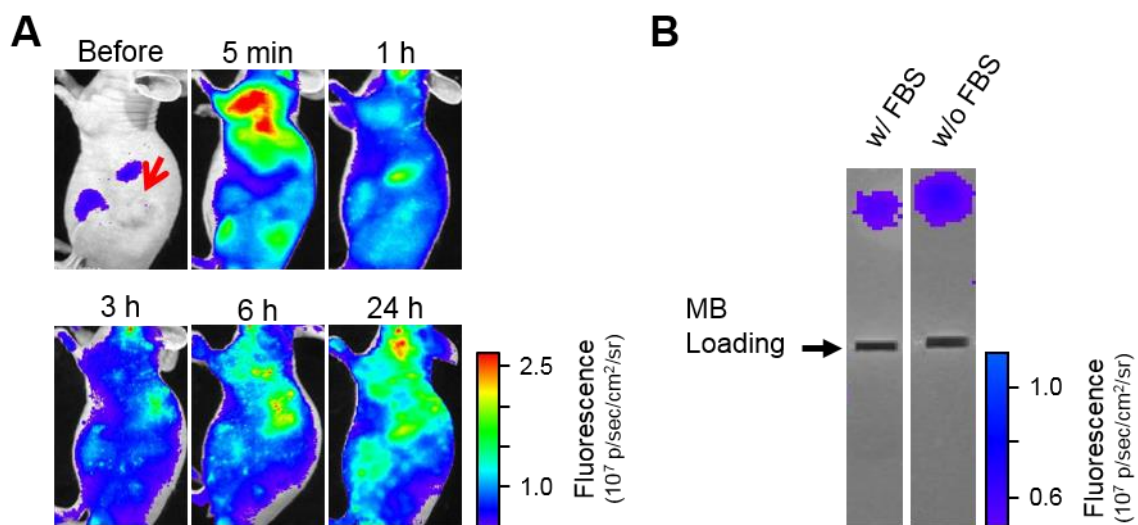 A
Before
5 min
1 h
3 h
6 h
24 h
2.5
1.0
Fluorescence
(10⁷ p/sec/cm²/sr)
B
w/ FBS
w/o FBS
MB
Loading
1.0
0.6
Fluorescence
(10⁷ p/sec/cm²/sr)